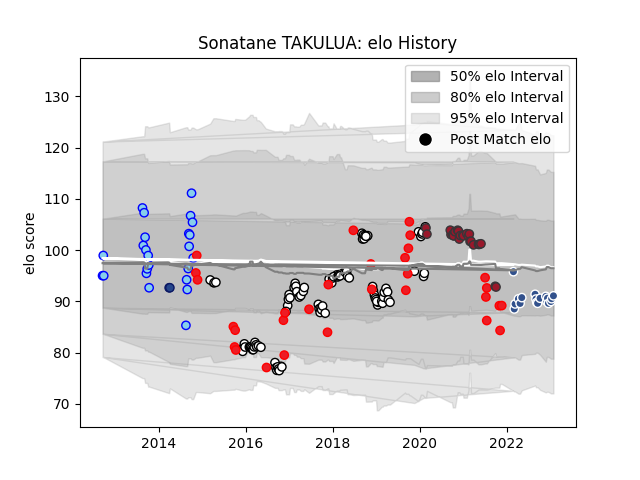 Sonatane TAKULUA: elo History
50% elo Interval
80% elo Interval
95% elo Interval
Post Match elo
elo score
130
120
110
100
90
80
70
2014
2016
2018
2020
2022